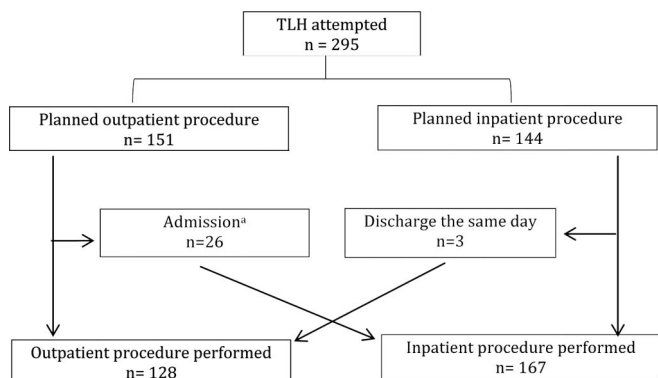 TLH attempted
n = 295
Planned outpatient procedure
n= 151
Planned inpatient procedure
n= 144
Admissionᵃ
n=26
Discharge the same day
n=3
Outpatient procedure performed
n= 128
Inpatient procedure performed
n= 167